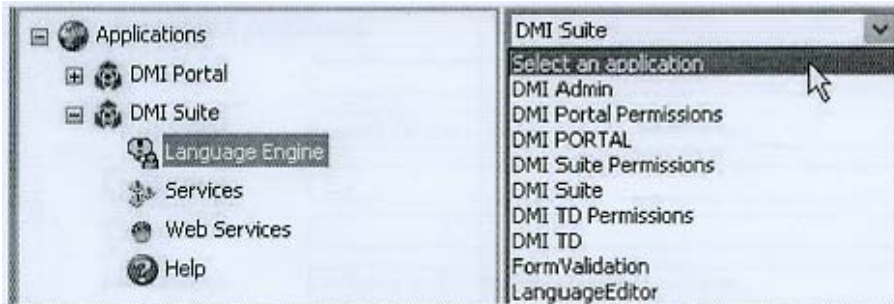 Applications
DMI Portal
DMI Suite
Language Engine
Services
Web Services
Help
DMI Suite
Select an application
DMI Admin
DMI Portal Permissions
DMI PORTAL
DMI Suite Permissions
DMI Suite
DMI TD Permissions
DMI TD
FormValidation
LanguageEditor